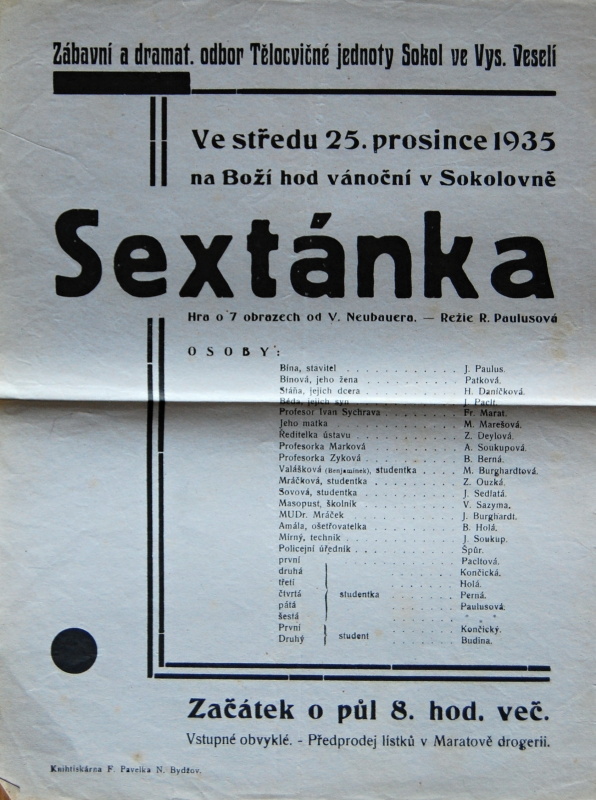 Zábavní a dramat. odbor Tělocvičné jednoty Sokol ve Vys. Veselí
Ve středu 25. prosince 1935
na Boží hod vánoční v Sokolovně
Sextánka
Hra o 7 obrazech od V. Neubauera. — Režie R. Paulusová
OSOBY:
Bína, stavitel . . . . . . . . . . . . J. Paulus.
Bínová, jeho žena . . . . . . . . . . Patková.
Stáňa, jejich dcera . . . . . . . . . . H. Daníčková.
Béda, jejich syn . . . . . . . . . . . J. Pacit.
Profesor Ivan Sychrava . . . . . . . . Fr. Marat.
Jeho matka . . . . . . . . . . . . M. Marešová.
Ředitelka ústavu . . . . . . . . . . Z. Deylová.
Profesorka Marková . . . . . . . . . A. Soukupová.
Profesorka Zyková . . . . . . . . . . B. Berná.
Valášková (Benjamínek), studentka . . . . M. Burghardtová.
Mráčková, studentka . . . . . . . . . Z. Ouzká.
Sovová, studentka . . . . . . . . . . J. Sedlatá.
Masopust, školník . . . . . . . . . . V. Sazyma.
MUDr. Mráček . . . . . . . . . . . J. Burghardt.
Amála, ošetřovatelka . . . . . . . . . B. Holá.
Mírný, technik . . . . . . . . . . . J. Soukup.
Policejní úředník . . . . . . . . . . Špůr.
první . . . . . . . . Pacltová.
druhá . . . . . . . . Končická.
třetí . . . . . . . . Holá.
čtvrtá studentka . . . . . . . . Perná.
pátá . . . . . . . . Paulusová.
šestá . . . . . . . . „ „
První . . . . . . . . Končický.
Druhý student . . . . . . . . Budina.
Začátek o půl 8. hod. več.
Vstupné obvyklé. - Předprodej lístků v Maratově drogerii.
Knihtiskárna F. Pavelka N. Bydžov.